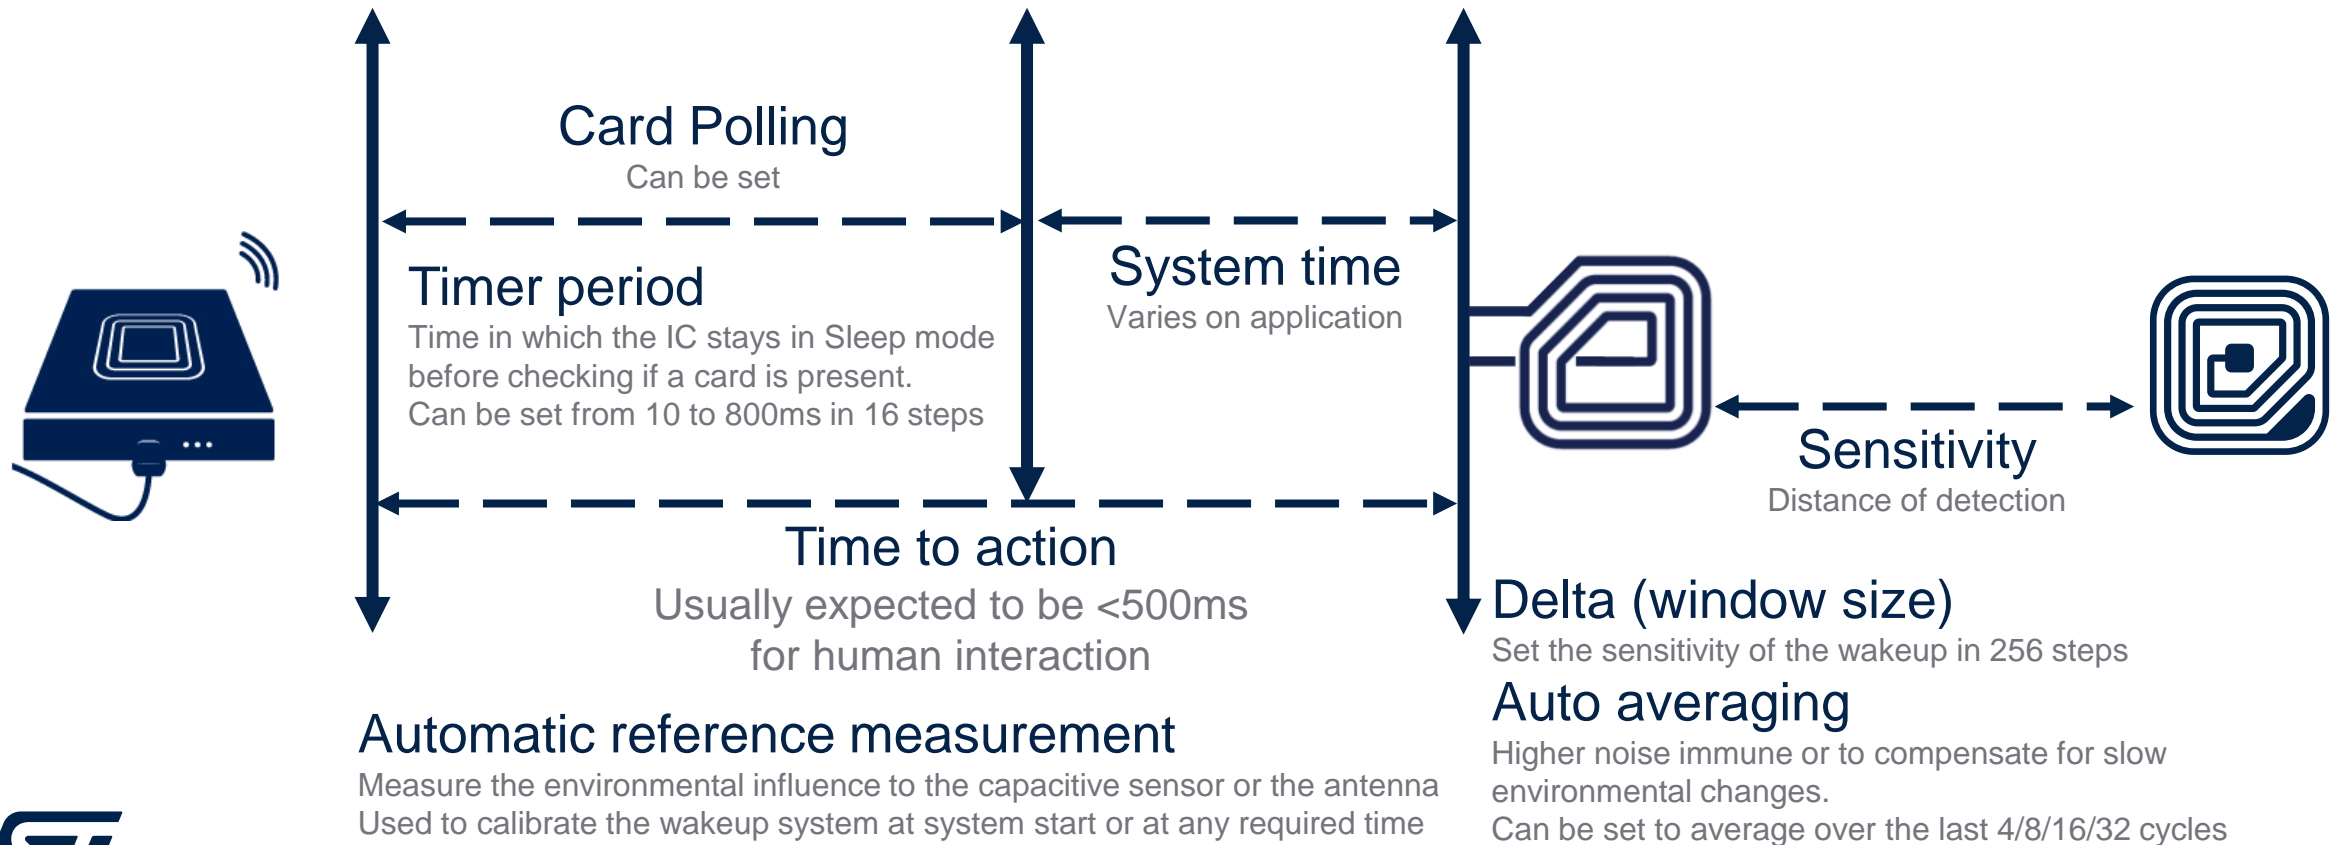 Card Polling
Can be set
Timer period
Time in which the IC stays in Sleep mode
before checking if a card is present.
Can be set from 10 to 800ms in 16 steps
System time
Varies on application
Sensitivity
Distance of detection
Time to action
Usually expected to be <500ms
for human interaction
Delta (window size)
Set the sensitivity of the wakeup in 256 steps
Auto averaging
Higher noise immune or to compensate for slow
environmental changes.
Can be set to average over the last 4/8/16/32 cycles
Automatic reference measurement
Measure the environmental influence to the capacitive sensor or the antenna
Used to calibrate the wakeup system at system start or at any required time